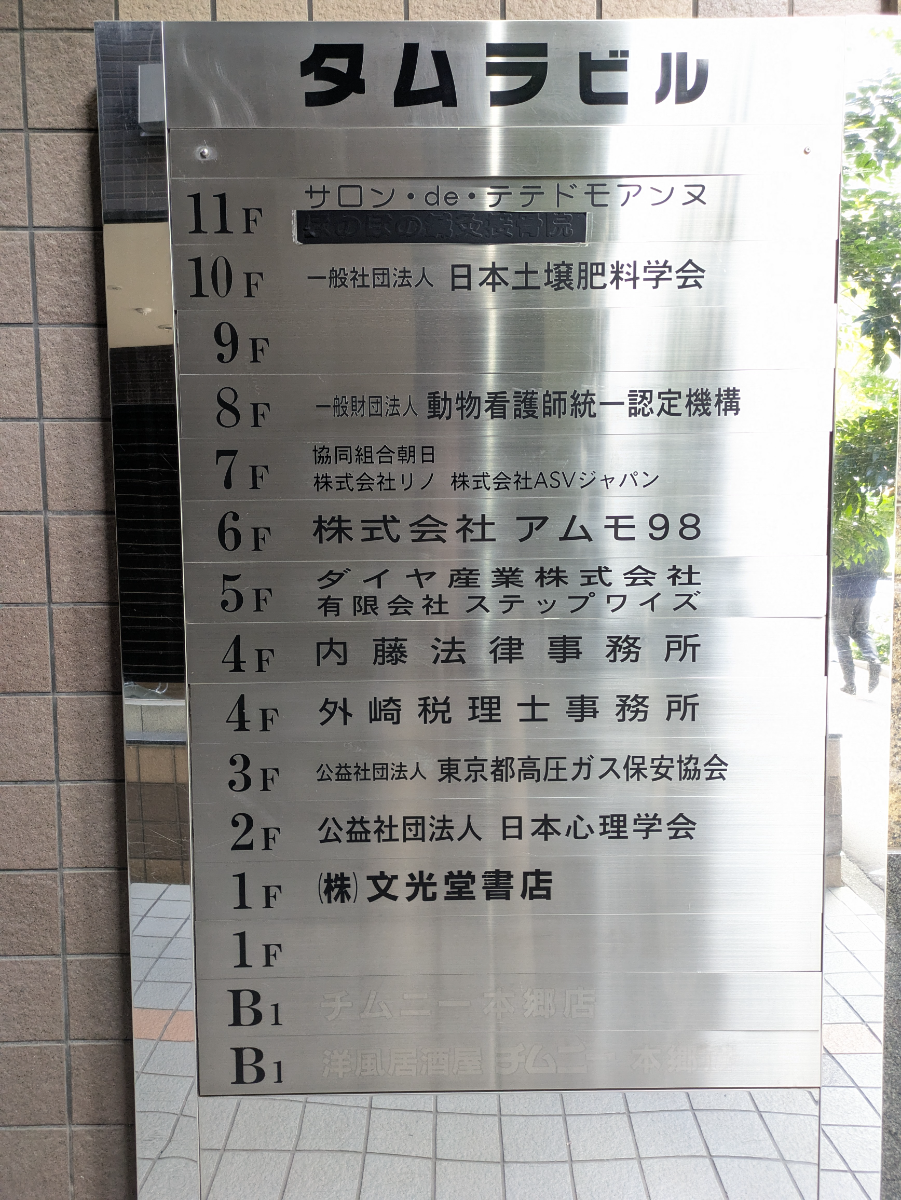 タムラビル
11F サロン・de・テテドモアンヌ
10F 一般社団法人 日本土壌肥料学会
9F
8F 一般財団法人 動物看護師統一認定機構
7F 協同組合朝日
株式会社リノ 株式会社ASVジャパン
6F 株式会社 アムモ98
5F ダイヤ産業株式会社
有限会社 ステップワイズ
4F 内藤法律事務所
4F 外崎税理士事務所
3F 公益社団法人 東京都高圧ガス保安協会
2F 公益社団法人 日本心理学会
1F ㈱文光堂書店
1F
B1 チムニー 本郷店
B1 洋風居酒屋 チムニー 本郷店